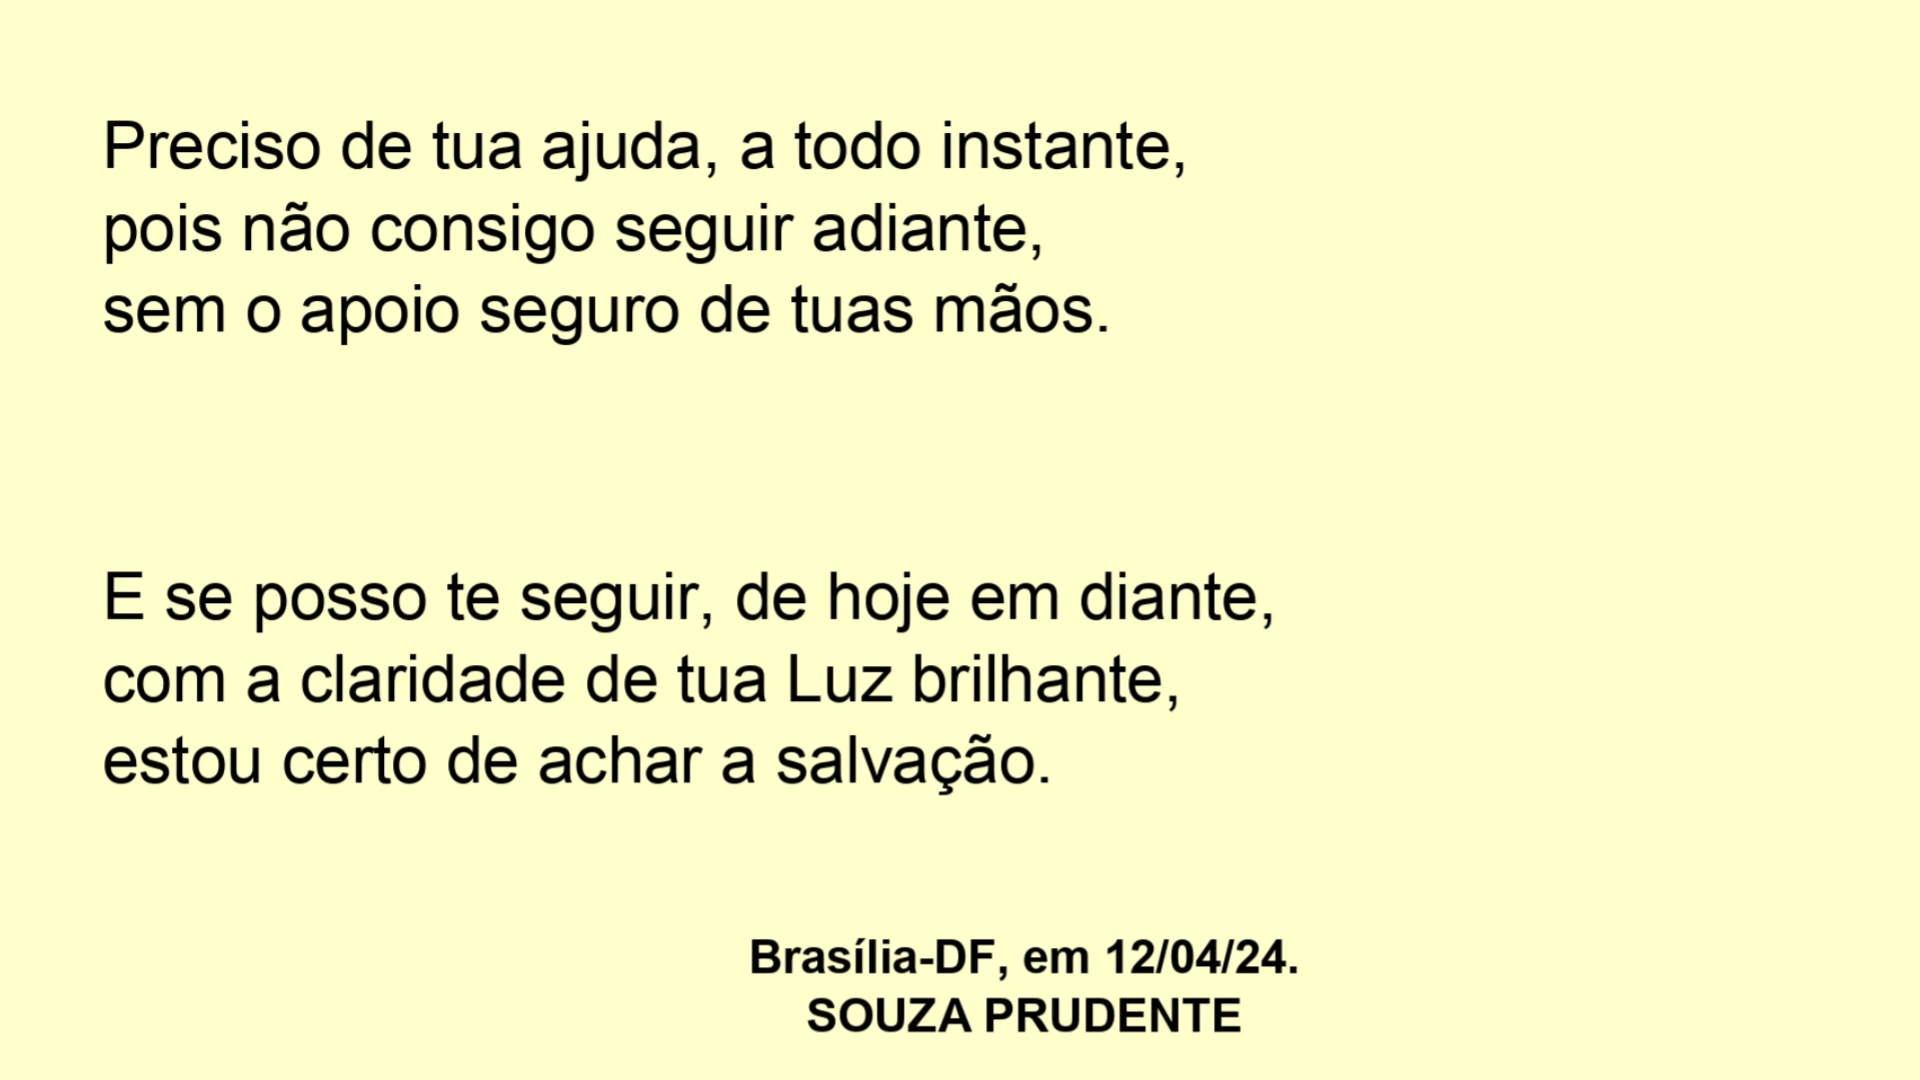 Preciso de tua ajuda, a todo instante,
pois não consigo seguir adiante,
sem o apoio seguro de tuas mãos.
E se posso te seguir, de hoje em diante,
com a claridade de tua Luz brilhante,
estou certo de achar a salvação.
Brasília-DF, em 12/04/24.
SOUZA PRUDENTE